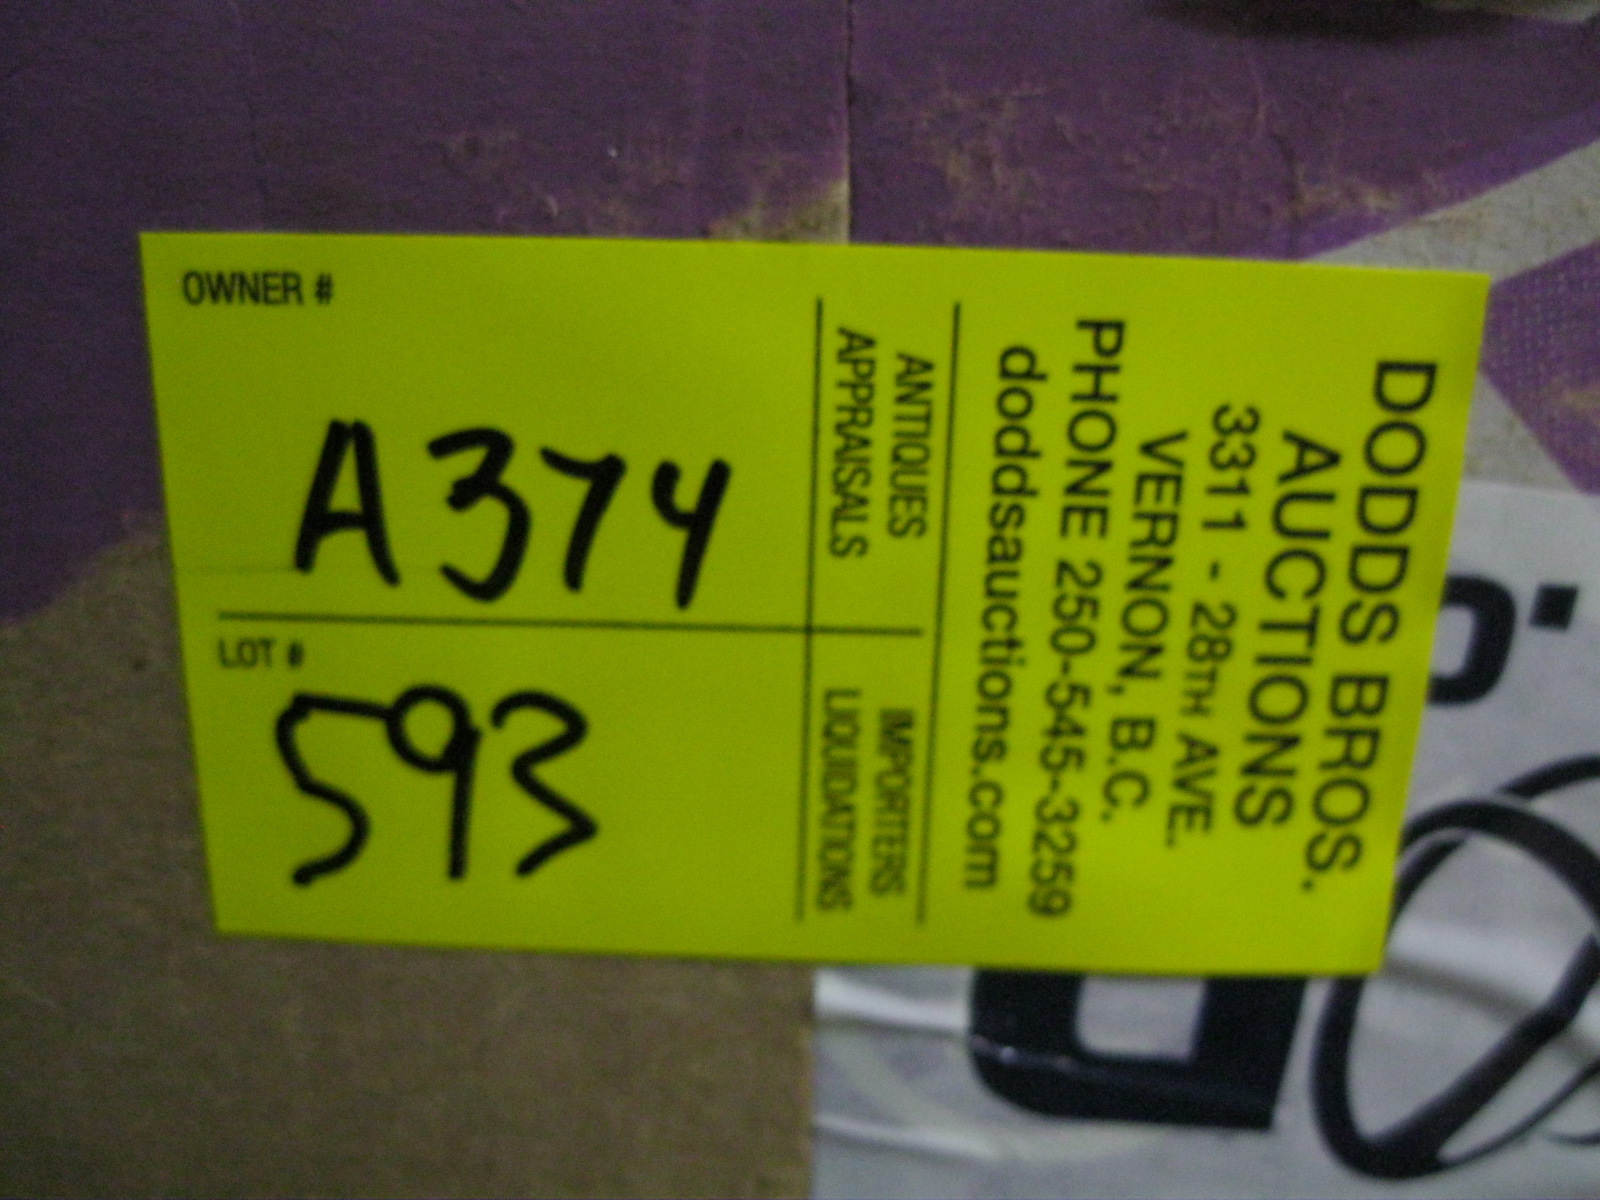 OWNER #
A374
LOT #
593
ANTIQUES
APPRAISALS
IMPORTERS
LIQUIDATIONS
DODDS BROS.
AUCTIONS
3311 - 28TH AVE.
VERNON, B.C.
PHONE 250-545-3259
doddsauctions.com